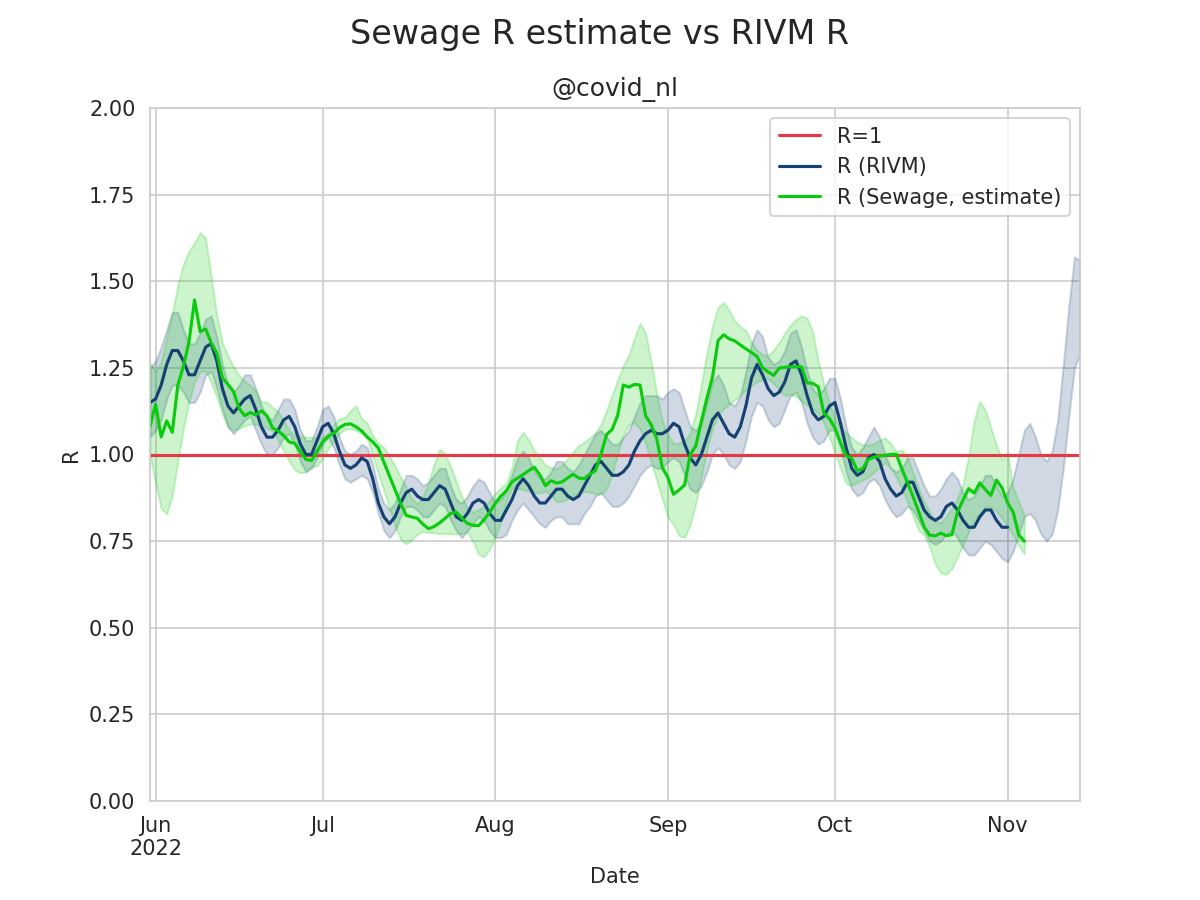 Sewage R estimate vs RIVM R
@covid_nl
R=1
R (RIVM)
R (Sewage, estimate)
2.00
1.75
1.50
1.25
1.00
0.75
0.50
0.25
0.00
R
Jun Jul Aug Sep Oct Nov
2022
Date